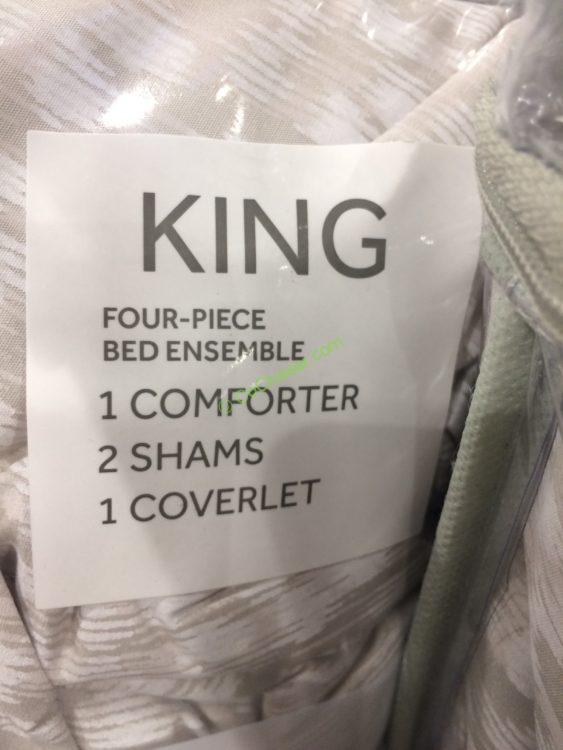 KING
FOUR-PIECE
BED ENSEMBLE
1 COMFORTER
2 SHAMS
1 COVERLET